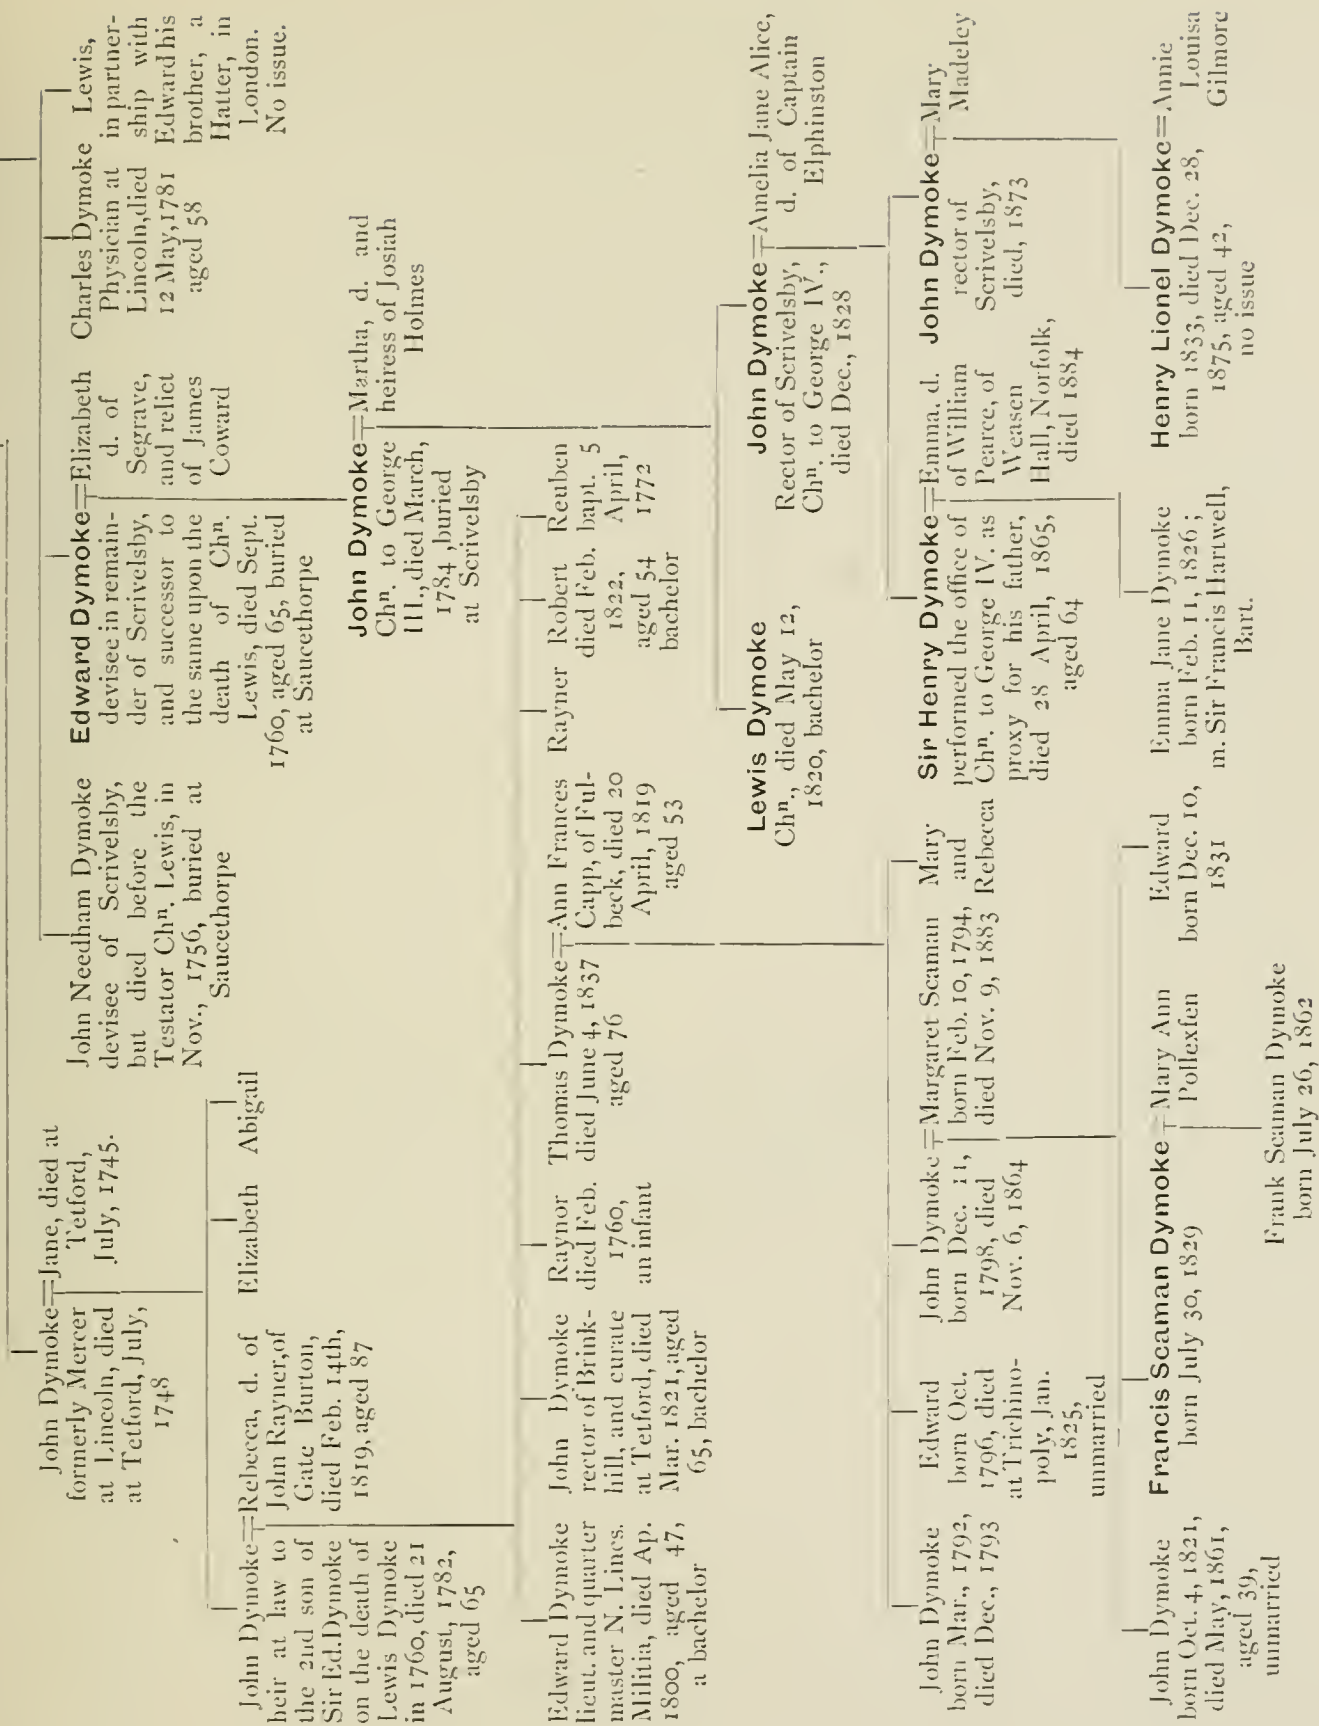 John Dymoke=Jane, died at
formerly Mercer
at Lincoln, died
at Tetford, July,
1748
Tetford,
July, 1745.
John Needham Dymoke
devisee of Scrivelsby,
but died before the
Testator Chn. Lewis, in
Nov., 1756, buried at
Saucethorpe
Edward Dymoke=Elizabeth
devisee in remain-
der of Scrivelsby,
and successor to
the same upon the
death of Chn.
Lewis, died Sept.
1760, aged 65, buried
at Saucethorpe
d. of
Segrave,
and relict
of James
Coward
Charles Dymoke
Physician at
Lincoln, died
12 May, 1781
aged 58
Lewis,
in partner-
ship with
Edward his
brother, a
Hatter, in
London.
No issue.
John Dymoke=Rebecca, d. of
heir at law to
the 2nd son of
Sir Ed. Dymoke
on the death of
Lewis Dymoke
in 1760, died 21
August, 1782,
aged 65
John Rayner, of
Gate Burton,
died Feb. 14th,
1819, aged 87
Elizabeth
Abigail
John Dymoke=Martha, d. and
Chn. to George
III., died March,
1784, buried
at Scrivelsby
heiress of Josiah
Holmes
Edward Dymoke
lieut. and quarter
master N. Lincs.
Militia, died Ap.
1800, aged 47,
a bachelor
John Dymoke
rector of Brink-
hill, and curate
at Tetford, died
Mar. 1821, aged
65, bachelor
Raynor
died Feb.
1760,
an infant
Thomas Dymoke=Ann Frances
died June 4, 1837
aged 76
Capp, of Ful-
beck, died 20
April, 1819
aged 53
Rayner
Robert
died Feb.
1822,
aged 54
bachelor
Reuben
bapt. 5
April,
1772
Lewis Dymoke
Chn., died May 12,
1820, bachelor
John Dymoke=Amelia Jane Alice,
Rector of Scrivelsby,
Chn. to George IV.,
died Dec., 1828
d. of Captain
Elphinston
John Dymoke
born Mar., 1792,
died Dec., 1793
Edward
born Oct.
1796, died
at Trichino-
poly, Jan.
1825,
unmarried
John Dymoke=Margaret Scaman
born Dec. 11,
1798, died
Nov. 6, 1864
born Feb. 10, 1794,
died Nov. 9, 1883
Mary
and
Rebecca
Sir Henry Dymoke=Emma, d.
performed the office of
Chn. to George IV. as
proxy for his father,
died 28 April, 1865,
aged 64
of William
Pearce, of
Weasen
Hall, Norfolk,
died 1884
John Dymoke=Mary
rector of
Scrivelsby,
died, 1873
Madeley
John Dymoke
born Oct. 4, 1821,
died May, 1861,
aged 39,
unmarried
Francis Scaman Dymoke=Mary Ann
born July 30, 1829
Pollexfen
Edward
born Dec. 10,
1831
Emma Jane Dymoke
born Feb. 11, 1826;
m. Sir Francis Hartwell,
Bart.
Henry Lionel Dymoke=Annie
born 1833, died Dec. 28,
1875, aged 42,
no issue
Louisa
Gilmore
Frank Scaman Dymoke
born July 26, 1862